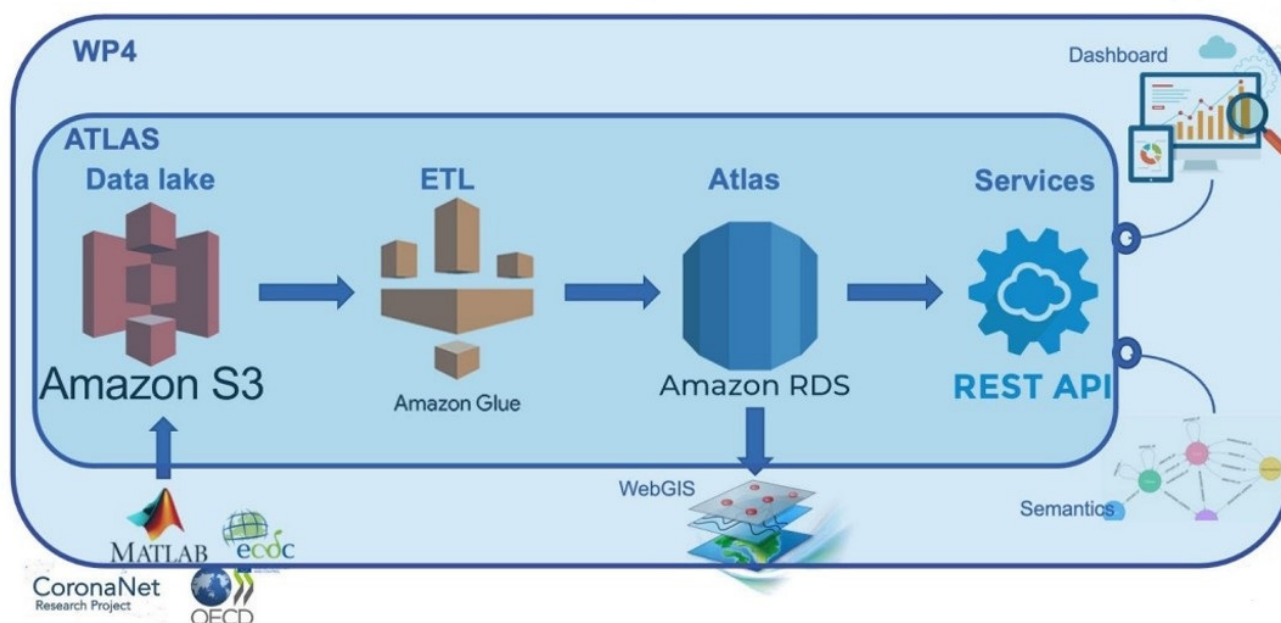 WP4
Dashboard
ATLAS
Data lake
ETL
Atlas
Services
Amazon S3
Amazon Glue
Amazon RDS
REST API
WebGIS
Semantics
MATLAB
ecdc
CoronaNet
Research Project
OECD